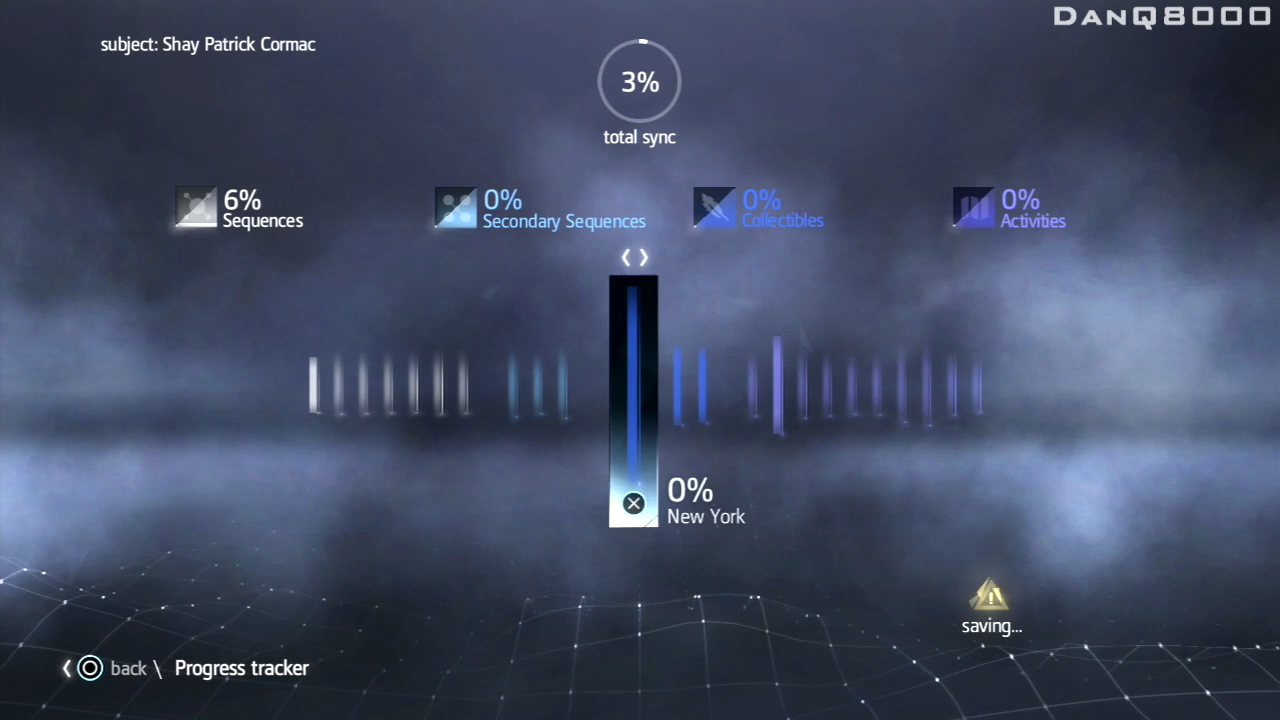 DanQ8000
subject: Shay Patrick Cormac
3%
total sync
6%
Sequences
0%
Secondary Sequences
0%
Collectibles
0%
Activities
0%
New York
saving...
back \ Progress tracker